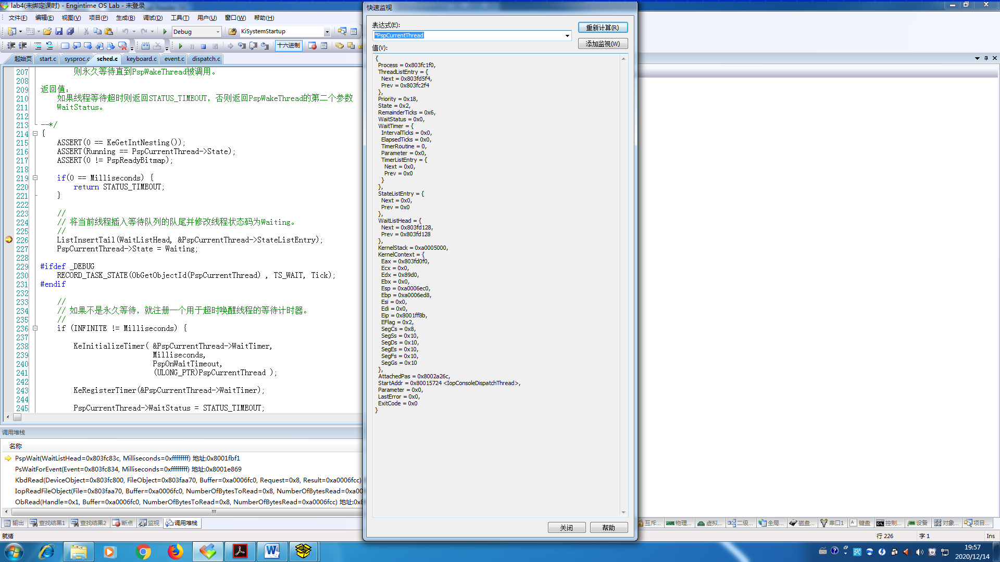 lab4(未绑定课时) - Engintime OS Lab - 未登录
文件(F) 编辑(E) 视图(V) 项目(P) 生成(B) 调试(D) 工具(T) 用户(U) 窗口(W) 帮助(H)
Debug KiSystemStartup
十六进制
起始页 start.c sysproc.c sched.c keyboard.c event.c dispatch.c
207 则永久等待直到PspWakeThread被调用。
208
209 返回值:
210 如果线程等待超时则返回STATUS_TIMEOUT, 否则返回PspWakeThread的第二个参数
211 WaitStatus。
212
213 --*/
214 {
215 ASSERT(0 == KeGetIntNesting());
216 ASSERT(Running == PspCurrentThread->State);
217 ASSERT(0 != PspReadyBitmap);
218
219 if(0 == Milliseconds) {
220 return STATUS_TIMEOUT;
221 }
222
223 //
224 // 将当前线程插入等待队列的队尾并修改线程状态码为Waiting。
225 //
226 ListInsertTail(WaitListHead, &PspCurrentThread->StateListEntry);
227 PspCurrentThread->State = Waiting;
228
229 #ifdef _DEBUG
230 RECORD_TASK_STATE(ObGetObjectId(PspCurrentThread) , TS_WAIT, Tick);
231 #endif
232
233 //
234 // 如果不是永久等待, 就注册一个用于超时唤醒线程的等待计时器。
235 //
236 if (INFINITE != Milliseconds) {
237
238 KeInitializeTimer( &PspCurrentThread->WaitTimer,
239 Milliseconds,
240 PspOnWaitTimeout,
241 (ULONG_PTR)PspCurrentThread );
242
243 KeRegisterTimer(&PspCurrentThread->WaitTimer);
244
245 PspCurrentThread->WaitStatus = STATUS_TIMEOUT;
调用堆栈
名称
PspWait(WaitListHead=0x803fc83c, Milliseconds=0xffffffff) 地址:0x8001fbf1
PsWaitForEvent(Event=0x803fc834, Milliseconds=0xffffffff) 地址:0x8001e869
KbdRead(DeviceObject=0x803fc800, FileObject=0x803faa70, Buffer=0xa0006fc0, Request=0x8, Result=0xa0006fcc)
IopReadFileObject(File=0x803faa70, Buffer=0xa0006fc0, NumberOfBytesToRead=0x8, NumberOfBytesRead=0xa00
ObRead(Handle=0x1, Buffer=0xa0006fc0, NumberOfBytesToRead=0x8, NumberOfBytesRead=0xa0006fcc) 地址:0x8
输出 查找结果1 查找结果2 断点 监视 调用堆栈
就绪
快速监视
表达式(E):
*PspCurrentThread
重新计算(R)
添加监视(W)
值(V):
{
Process = 0x803fc1f0,
ThreadListEntry = {
Next = 0x803fd5f4,
Prev = 0x803fc2f4
},
Priority = 0x18,
State = 0x2,
RemainderTicks = 0x6,
WaitStatus = 0x0,
WaitTimer = {
IntervalTicks = 0x0,
ElapsedTicks = 0x0,
TimerRoutine = 0,
Parameter = 0x0,
TimerListEntry = {
Next = 0x0,
Prev = 0x0
}
},
StateListEntry = {
Next = 0x0,
Prev = 0x0
},
WaitListHead = {
Next = 0x803fd128,
Prev = 0x803fd128
},
KernelStack = 0xa0005000,
KernelContext = {
Eax = 0x803fd0f0,
Ecx = 0x0,
Edx = 0x89d0,
Ebx = 0x0,
Esp = 0xa0006ec0,
Ebp = 0xa0006ed8,
Esi = 0x0,
Edi = 0x0,
Eip = 0x8001ff8b,
EFlag = 0x2,
SegCs = 0x8,
SegSs = 0x10,
SegDs = 0x10,
SegEs = 0x10,
SegFs = 0x10,
SegGs = 0x10
},
AttachedPas = 0x8002a26c,
StartAddr = 0x80015724 <IopConsoleDispatchThread>,
Parameter = 0x0,
LastError = 0x0,
ExitCode = 0x0
}
关闭 帮助
互斥... 物理... 虚拟... 二级... 全局... 磁盘... 串口1 键盘 控制... 设备 对象... 项目...
行 226 字 1 Ins
19:57
2020/12/14